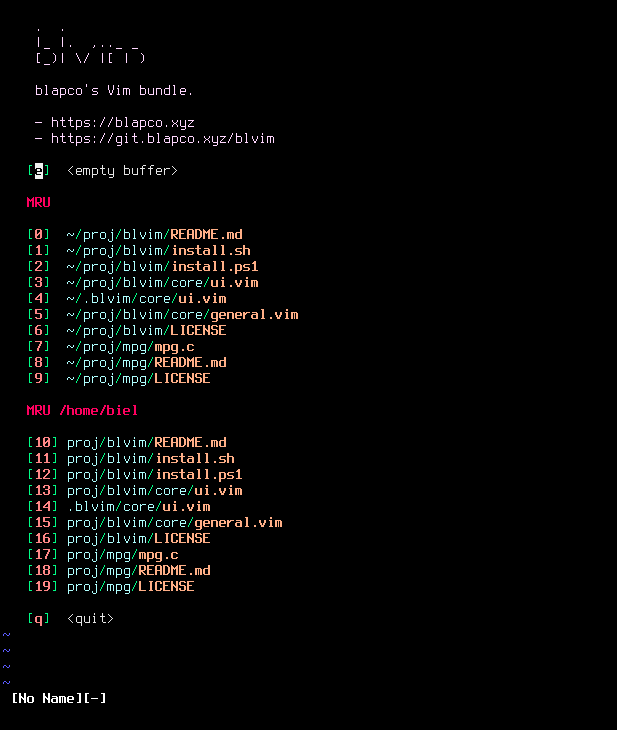 .  .
|_ |.  ,.._ _
[_)| \/ |[ | )
blapco's Vim bundle.
- https://blapco.xyz
- https://git.blapco.xyz/blvim
[e]  <empty buffer>
MRU
[0]  ~/proj/blvim/README.md
[1]  ~/proj/blvim/install.sh
[2]  ~/proj/blvim/install.ps1
[3]  ~/proj/blvim/core/ui.vim
[4]  ~/.blvim/core/ui.vim
[5]  ~/proj/blvim/core/general.vim
[6]  ~/proj/blvim/LICENSE
[7]  ~/proj/mpg/mpg.c
[8]  ~/proj/mpg/README.md
[9]  ~/proj/mpg/LICENSE
MRU /home/biel
[10] proj/blvim/README.md
[11] proj/blvim/install.sh
[12] proj/blvim/install.ps1
[13] proj/blvim/core/ui.vim
[14] .blvim/core/ui.vim
[15] proj/blvim/core/general.vim
[16] proj/blvim/LICENSE
[17] proj/mpg/mpg.c
[18] proj/mpg/README.md
[19] proj/mpg/LICENSE
[q]  <quit>
~
~
~
~
[No Name][-]